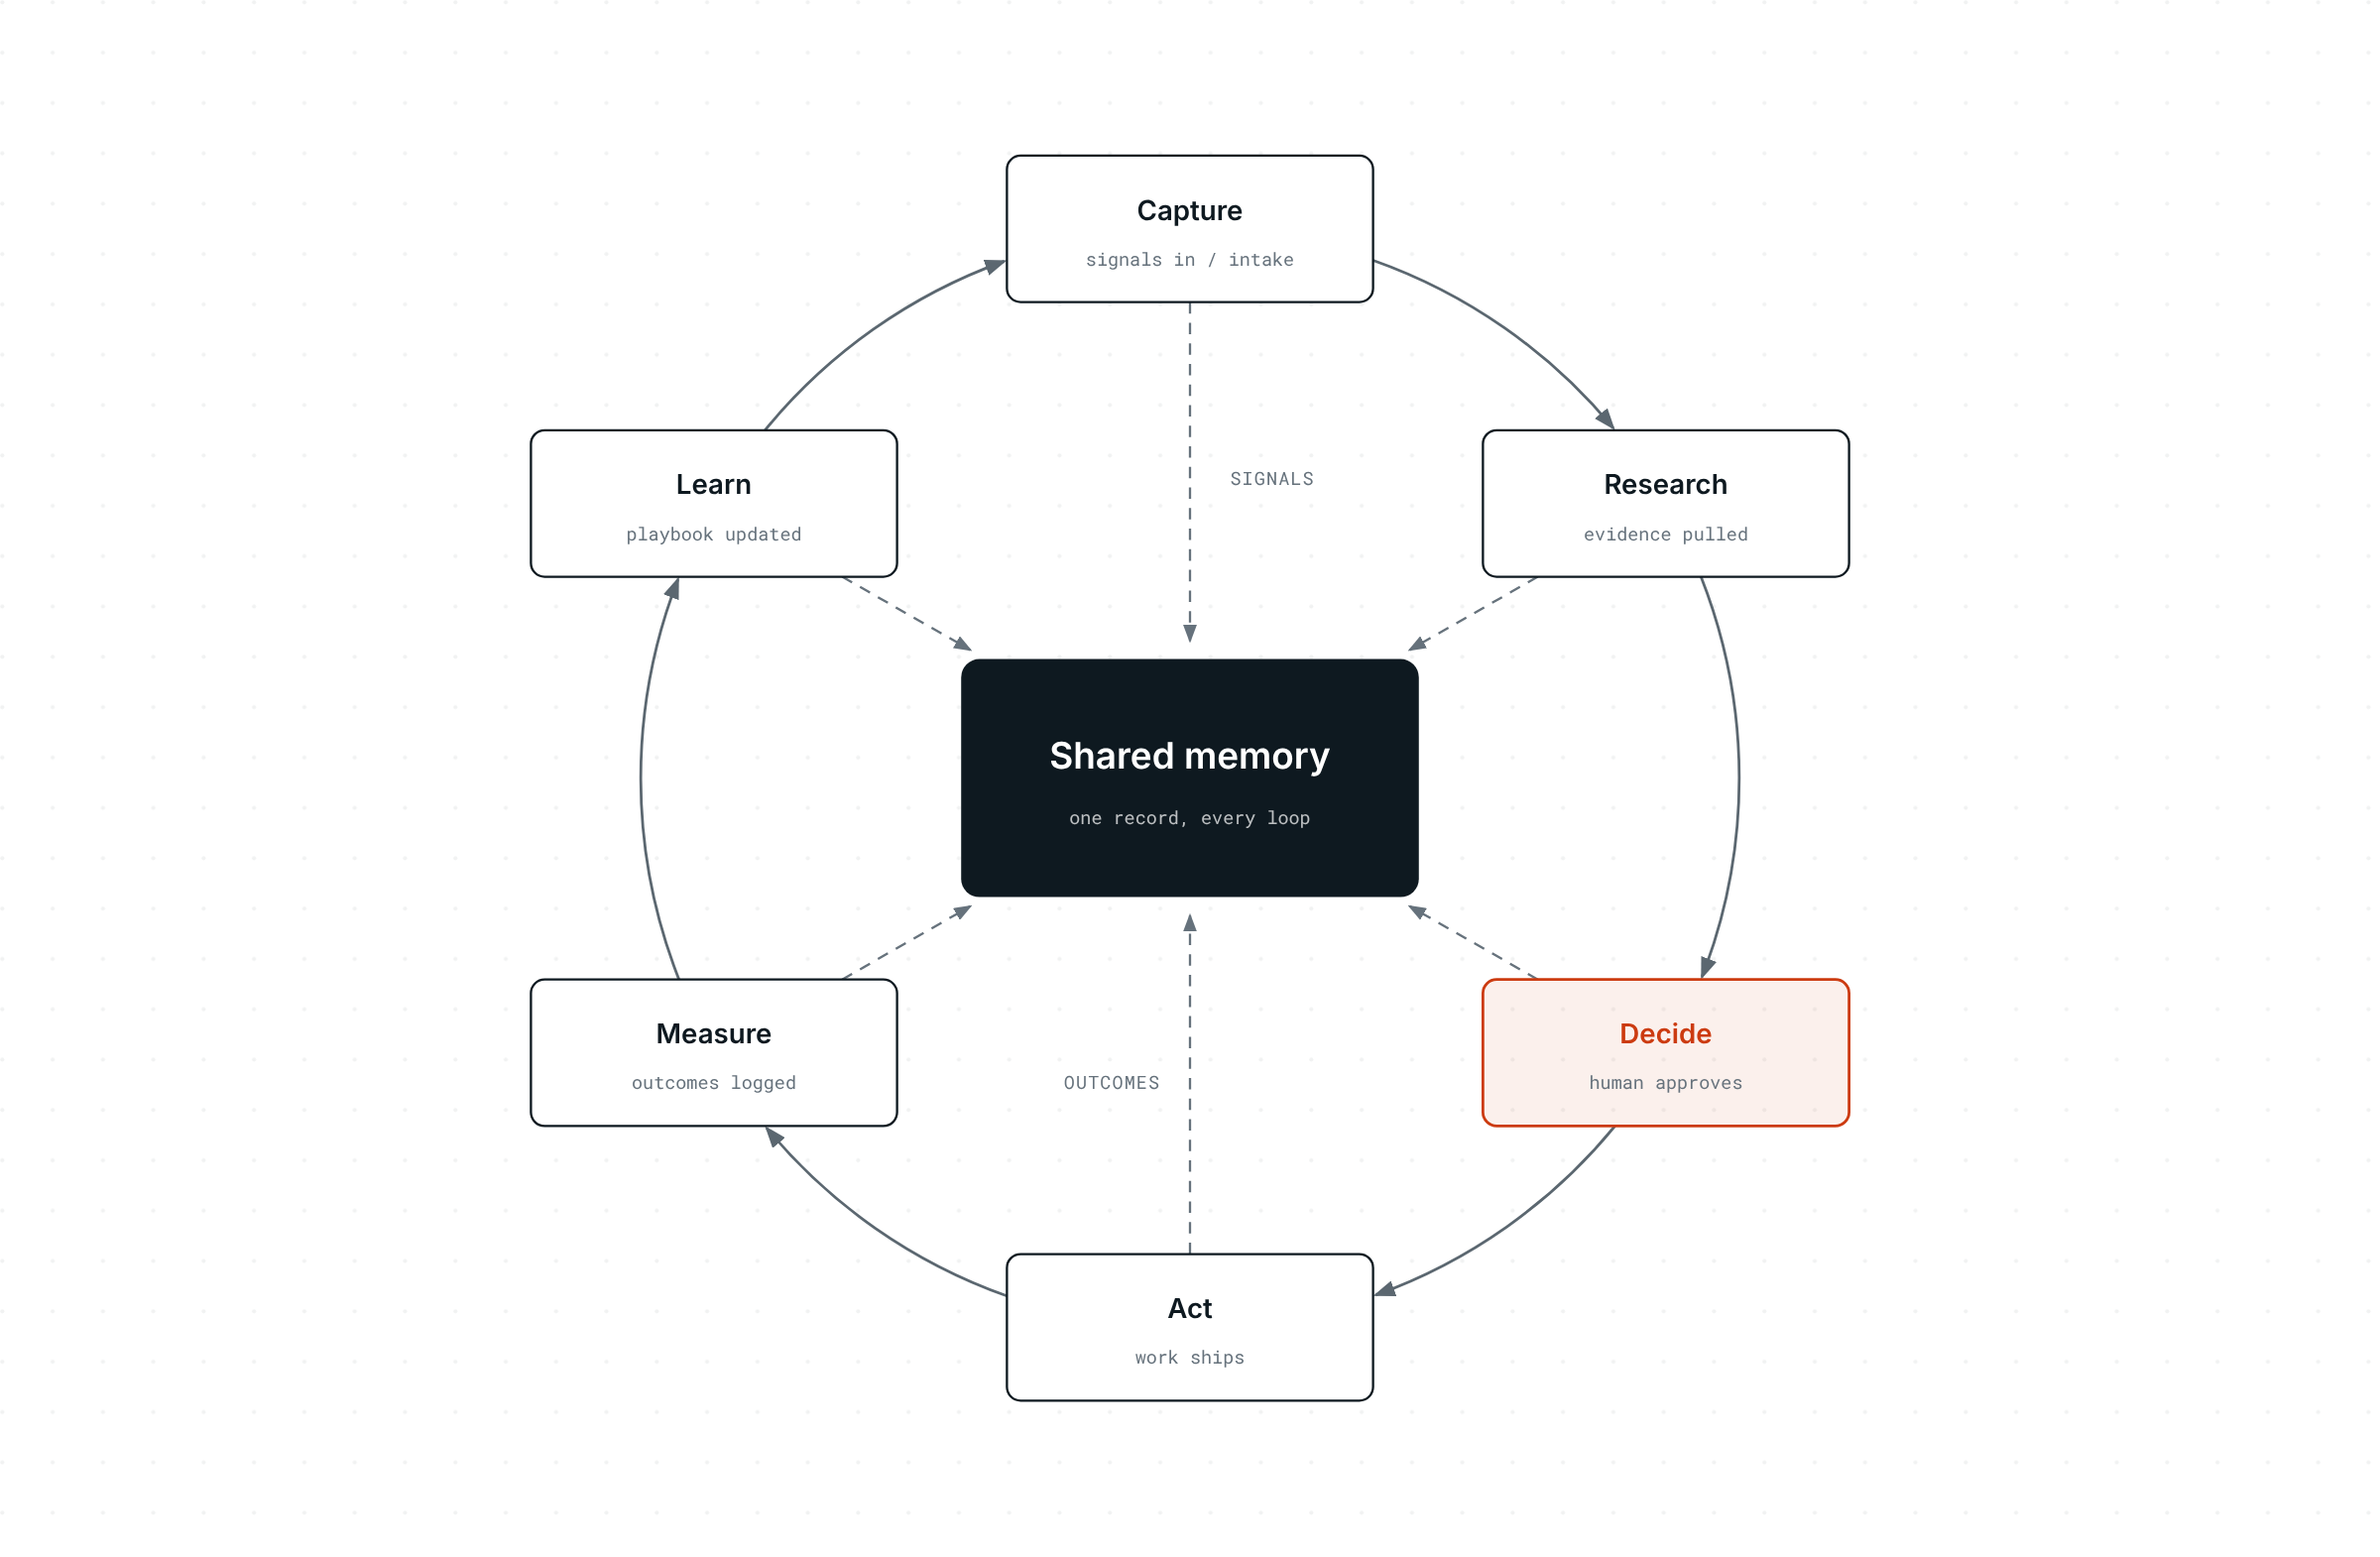 Capture
signals in / intake
Learn
playbook updated
SIGNALS
Research
evidence pulled
Shared memory
one record, every loop
Measure
outcomes logged
OUTCOMES
Decide
human approves
Act
work ships